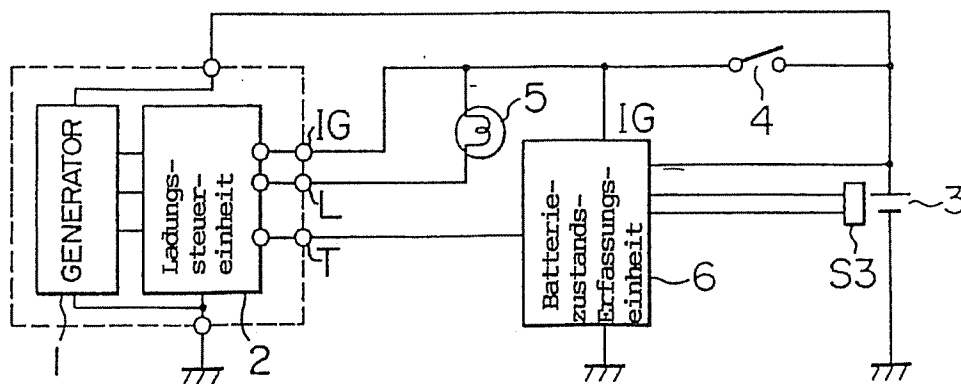 GENERATOR
Ladungs-
steuer-
einheit
IG
L
T
5
IG
4
Batterie-
zustands-
Erfassungs-
einheit
3
S3
6
1
2